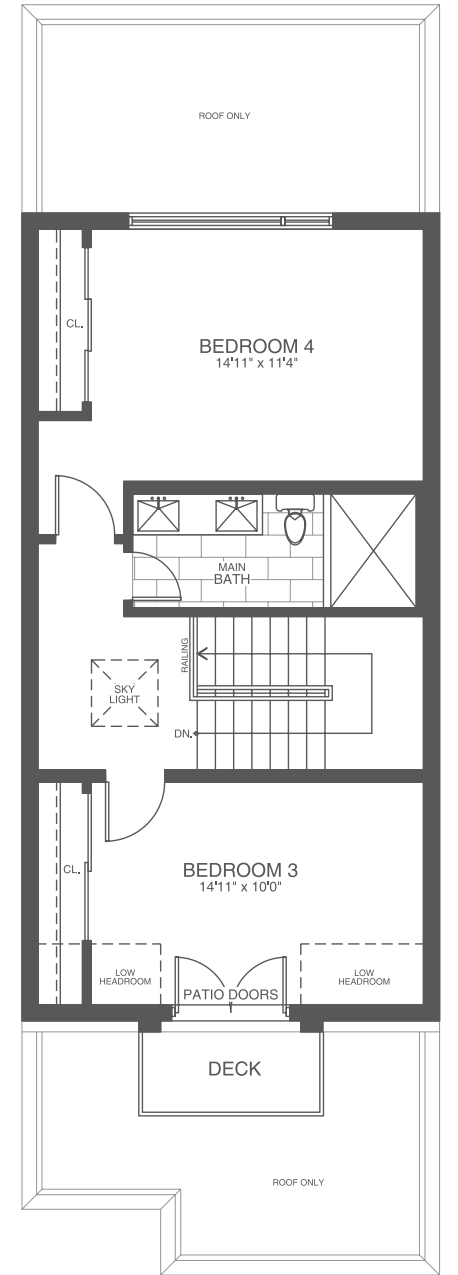 ROOF ONLY
CL.
BEDROOM 4
14'11" x 11'4"
MAIN
BATH
RAILING
SKY
LIGHT
DN.
CL.
BEDROOM 3
14'11" x 10'0"
LOW
HEADROOM
LOW
HEADROOM
PATIO DOORS
DECK
ROOF ONLY